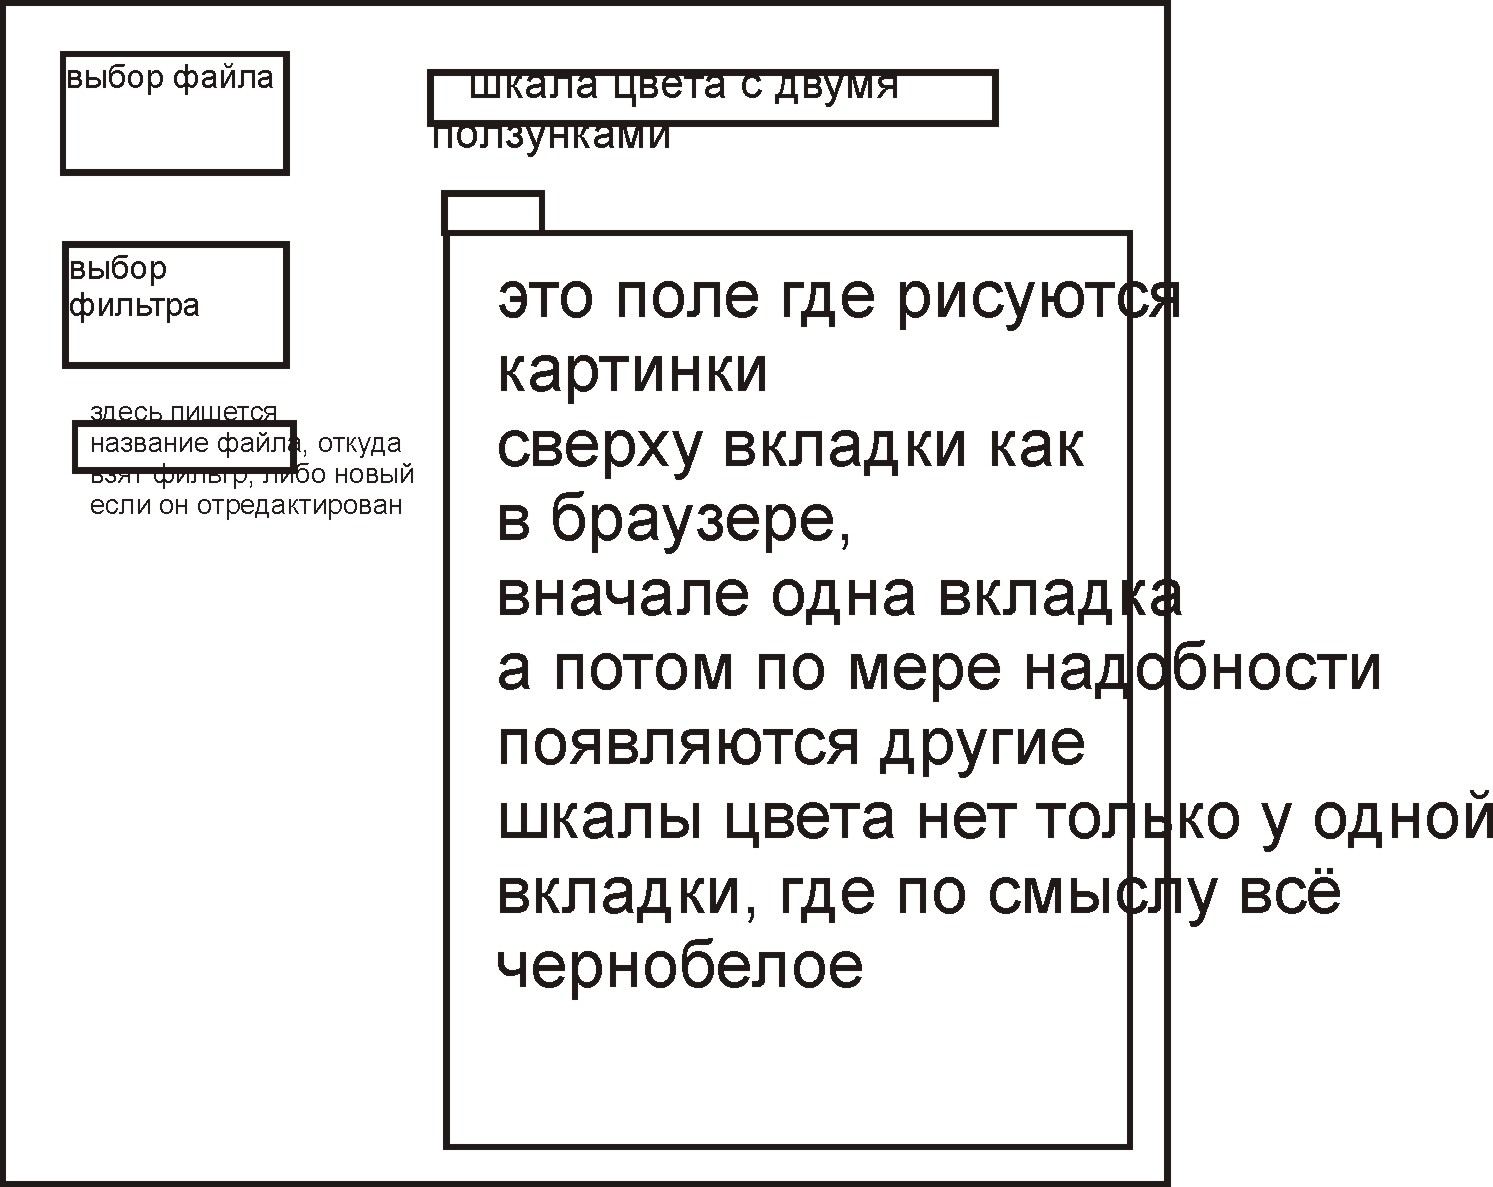 выбор файла
шкала цвета с двумя
ползунками
выбор
фильтра
здесь пишется
название файла, откуда
взят фильтр, либо новый
если он отредактирован
это поле где рисуются
картинки
сверху вкладки как
в браузере,
вначале одна вкладка
а потом по мере надобности
появляются другие
шкалы цвета нет только у одной
вкладки, где по смыслу всё
чернобелое